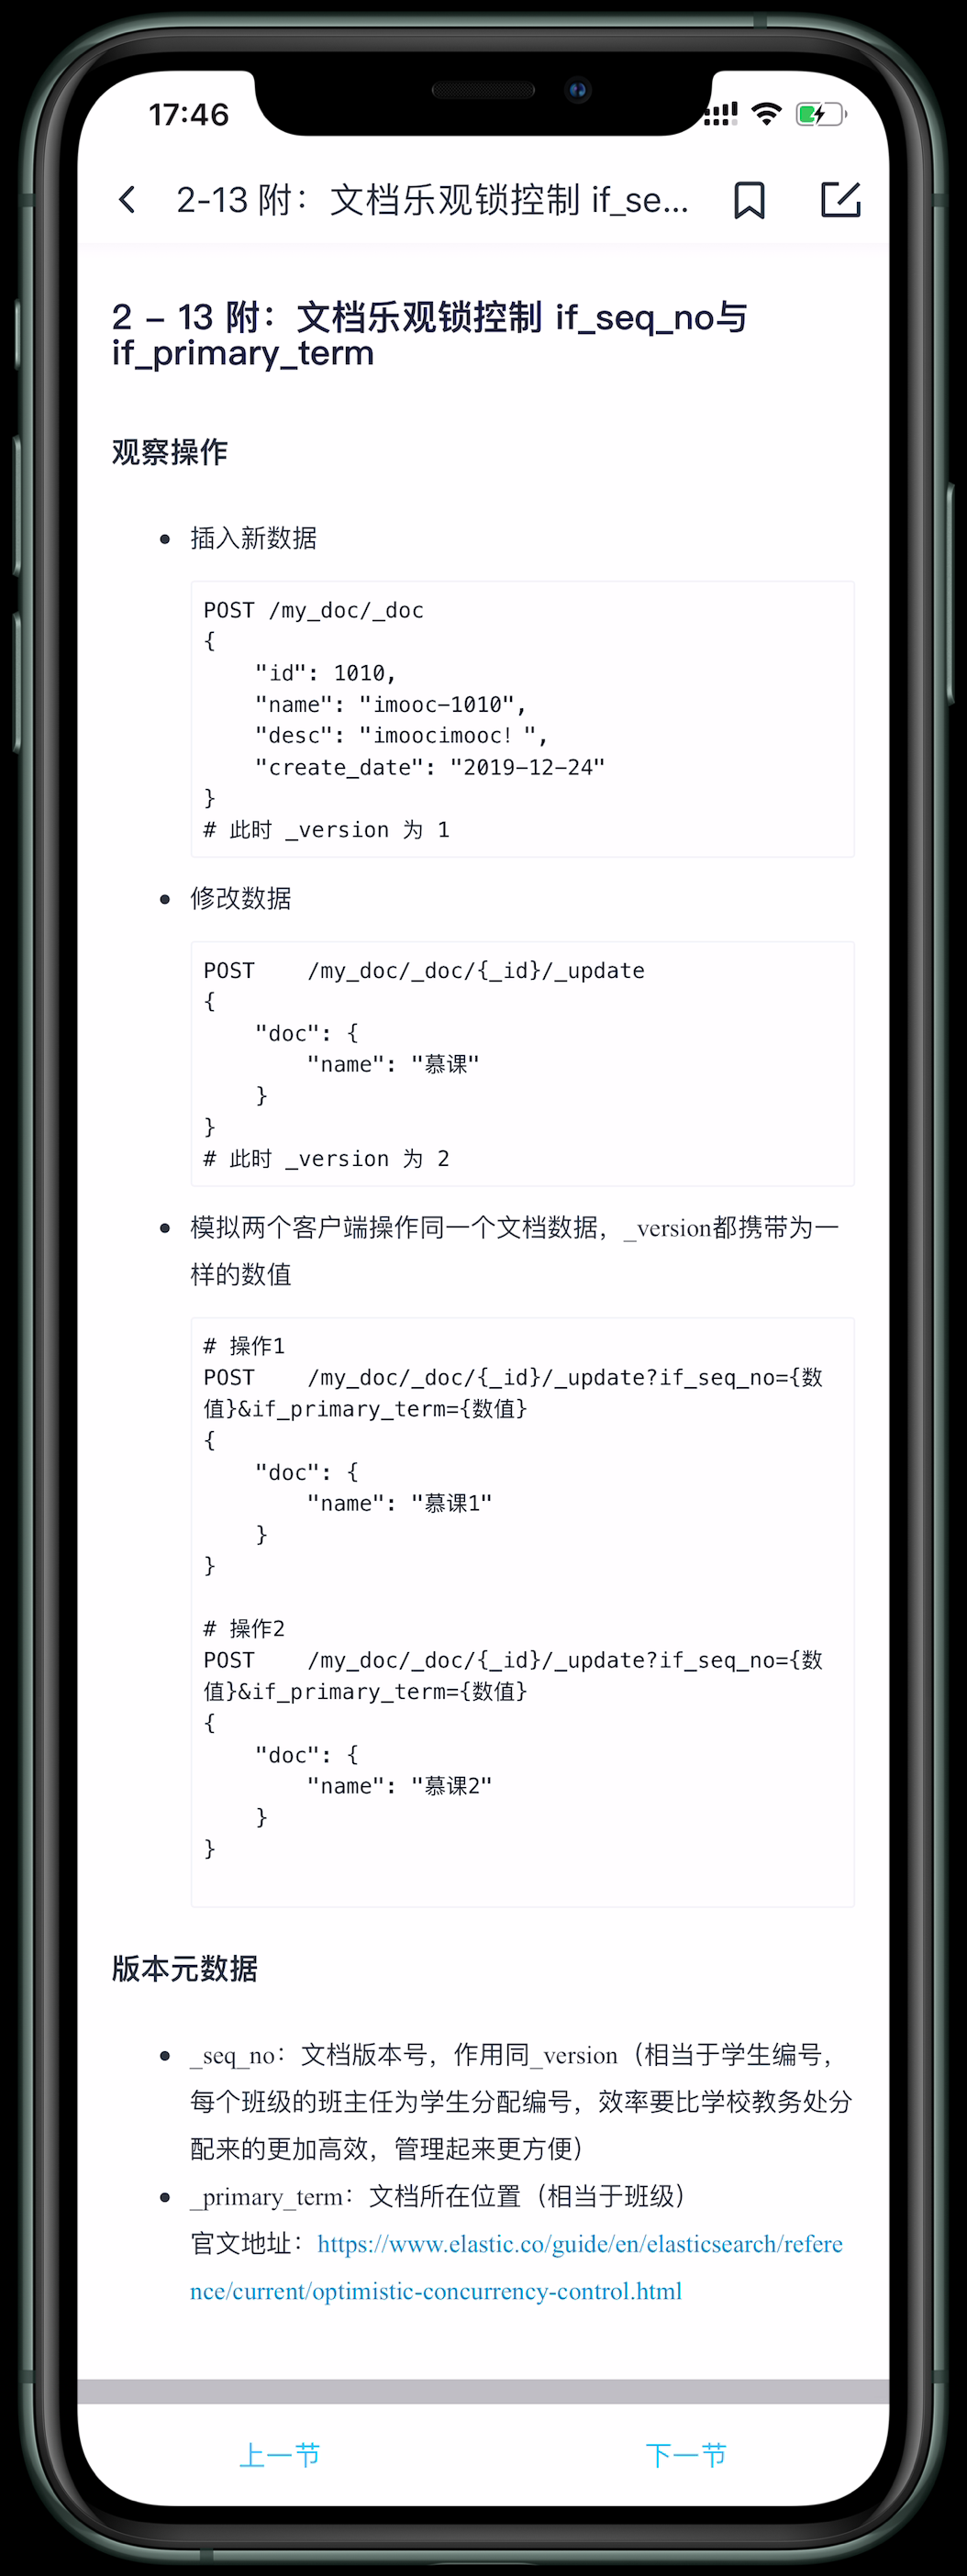 17:46
2-13 附：文档乐观锁控制 if_se...
2 – 13 附：文档乐观锁控制 if_seq_no与
if_primary_term
观察操作
插入新数据
POST /my_doc/_doc
{
    "id": 1010,
    "name": "imooc-1010",
    "desc": "imoocimooc！",
    "create_date": "2019-12-24"
}
# 此时 _version 为 1
修改数据
POST    /my_doc/_doc/{_id}/_update
{
    "doc": {
        "name": "慕课"
    }
}
# 此时 _version 为 2
模拟两个客户端操作同一个文档数据，_version都携带为一
样的数值
# 操作1
POST    /my_doc/_doc/{_id}/_update?if_seq_no={数
值}&if_primary_term={数值}
{
    "doc": {
        "name": "慕课1"
    }
}
# 操作2
POST    /my_doc/_doc/{_id}/_update?if_seq_no={数
值}&if_primary_term={数值}
{
    "doc": {
        "name": "慕课2"
    }
}
版本元数据
_seq_no：文档版本号，作用同_version（相当于学生编号，
每个班级的班主任为学生分配编号，效率要比学校教务处分
配来的更加高效，管理起来更方便）
_primary_term：文档所在位置（相当于班级）
官文地址：https://www.elastic.co/guide/en/elasticsearch/refere
nce/current/optimistic-concurrency-control.html
上一节 下一节